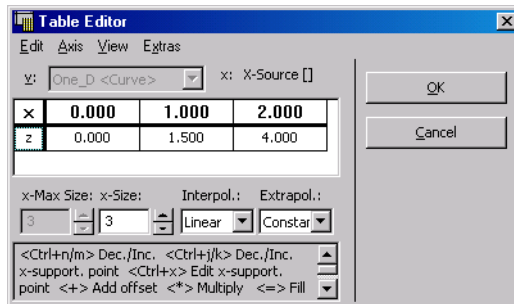 Table Editor
Edit Axis View Extras
y: One_D <Curve> x: X-Source []
OK
x 0.000 1.000 2.000
z 0.000 1.500 4.000
Cancel
x-Max Size: x-Size: Interpol.: Extrapol.:
3 3 Linear Constar
<Ctrl+n/m> Dec./Inc. <Ctrl+j/k> Dec./Inc.
x-support. point <Ctrl+x> Edit x-support.
point <+> Add offset <*> Multiply <=> Fill